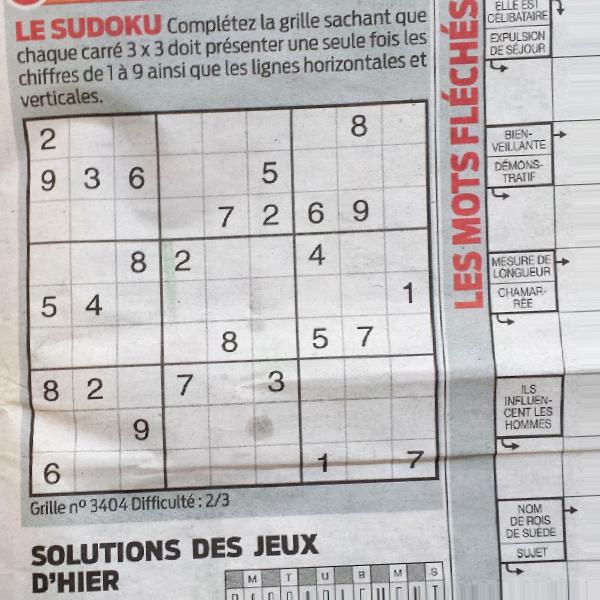 LE SUDOKU Complétez la grille sachant que
chaque carré 3 x 3 doit présenter une seule fois les
chiffres de 1 à 9 ainsi que les lignes horizontales et
verticales.
2 8
9 3 6 5
7 2 6 9
8 2 4
5 4 1
8 5 7
8 2 7 3
9
6 1 7
Grille nº 3404 Difficulté : 2/3
SOLUTIONS DES JEUX
D'HIER
M T U B M S
LES MOTS FLÉCHÉS
ELLE EST
CÉLIBATAIRE
EXPULSION
DE SÉJOUR
BIEN-
VEILLANTE
DÉMONS-
TRATIF
MESURE DE
LONGUEUR
CHAMAR-
RÉE
ILS
INFLUEN-
CENT LES
HOMMES
NOM
DE ROIS
DE SUÈDE
SUJET